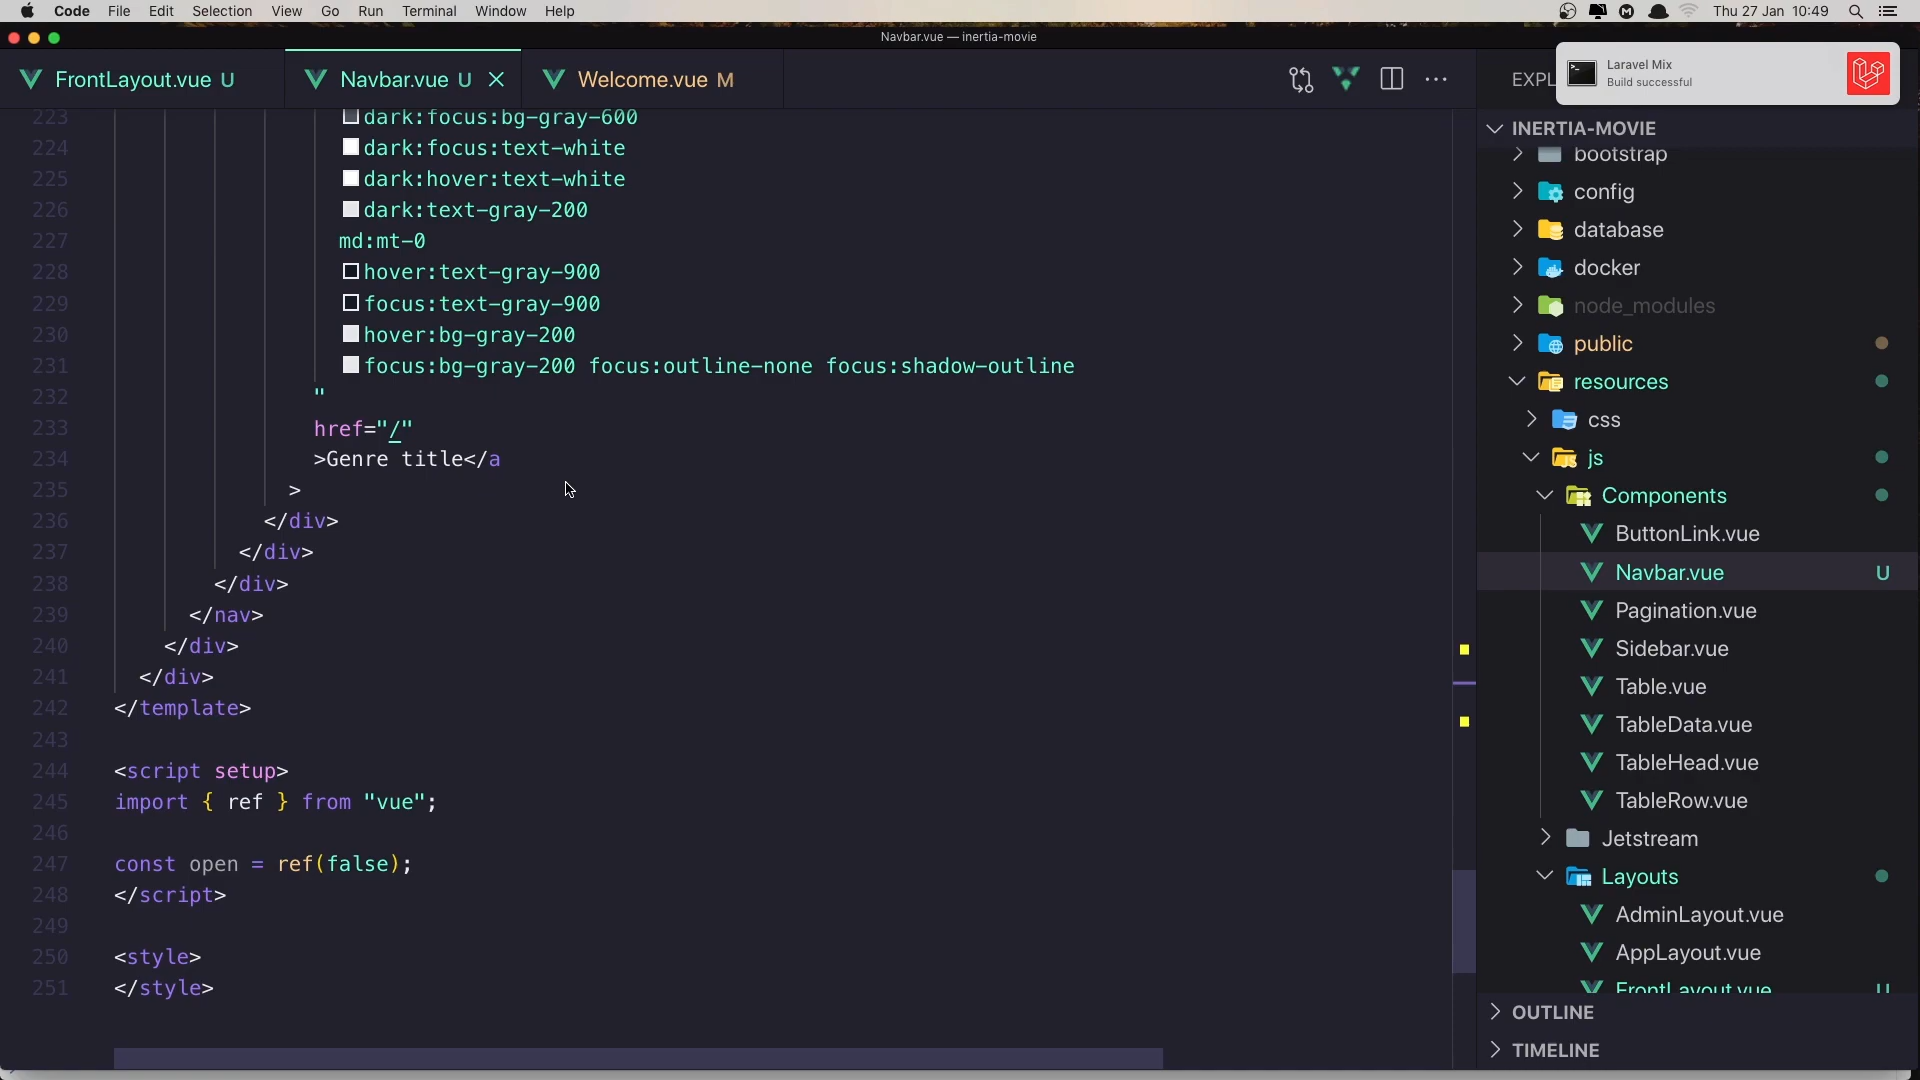 Code File Edit Selection View Go Run Terminal Window Help Thu 27 Jan 10:49
Navbar.vue — inertia-movie
FrontLayout.vue U Navbar.vue U Welcome.vue M
EXPL
Laravel Mix
Build successful
223 dark:focus:bg-gray-600
224 dark:focus:text-white
225 dark:hover:text-white
226 dark:text-gray-200
227 md:mt-0
228 hover:text-gray-900
229 focus:text-gray-900
230 hover:bg-gray-200
231 focus:bg-gray-200 focus:outline-none focus:shadow-outline
232 "
233 href="/"
234 >Genre title</a
235 >
236 </div>
237 </div>
238 </div>
239 </nav>
240 </div>
241 </div>
242 </template>
243
244 <script setup>
245 import { ref } from "vue";
246
247 const open = ref(false);
248 </script>
249
250 <style>
251 </style>
INERTIA-MOVIE
bootstrap
config
database
docker
node_modules
public
resources
css
js
Components
ButtonLink.vue
Navbar.vue U
Pagination.vue
Sidebar.vue
Table.vue
TableData.vue
TableHead.vue
TableRow.vue
Jetstream
Layouts
AdminLayout.vue
AppLayout.vue
FrontLayout.vue U
OUTLINE
TIMELINE